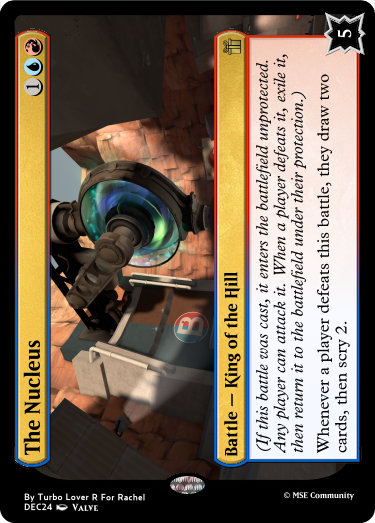 The Nucleus
1
Battle — King of the Hill
(If this battle was cast, it enters the battlefield unprotected.
Any player can attack it. When a player defeats it, exile it,
then return it to the battlefield under their protection.)
Whenever a player defeats this battle, they draw two
cards, then scry 2.
5
By Turbo Lover R For Rachel
DEC24 Valve
© MSE Community